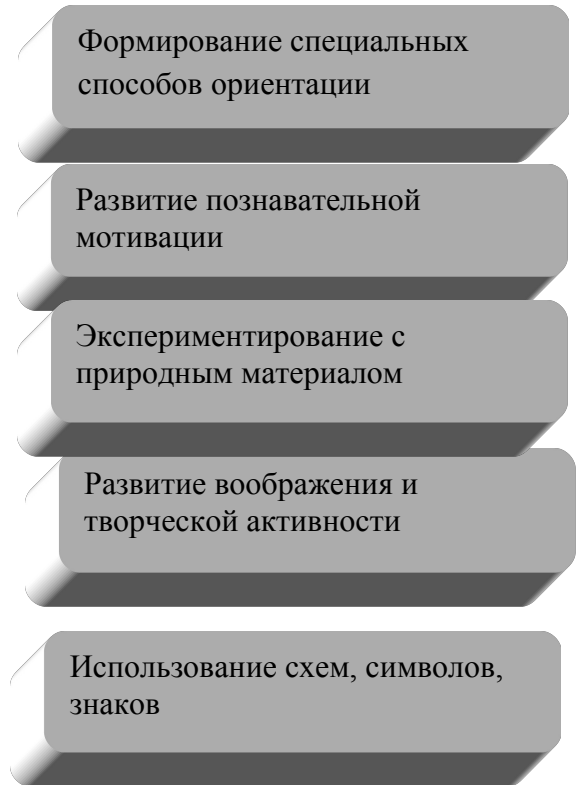 Формирование специальных
способов ориентации
Развитие познавательной
мотивации
Экспериментирование с
природным материалом
Развитие воображения и
творческой активности
Использование схем, символов,
знаков